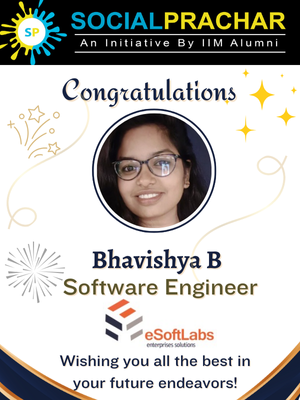 SP
SOCIALPRACHAR
An Initiative By IIM Alumni
Congratulations
Bhavishya B
Software Engineer
eSoftLabs
enterprises solutions
Wishing you all the best in
your future endeavors!